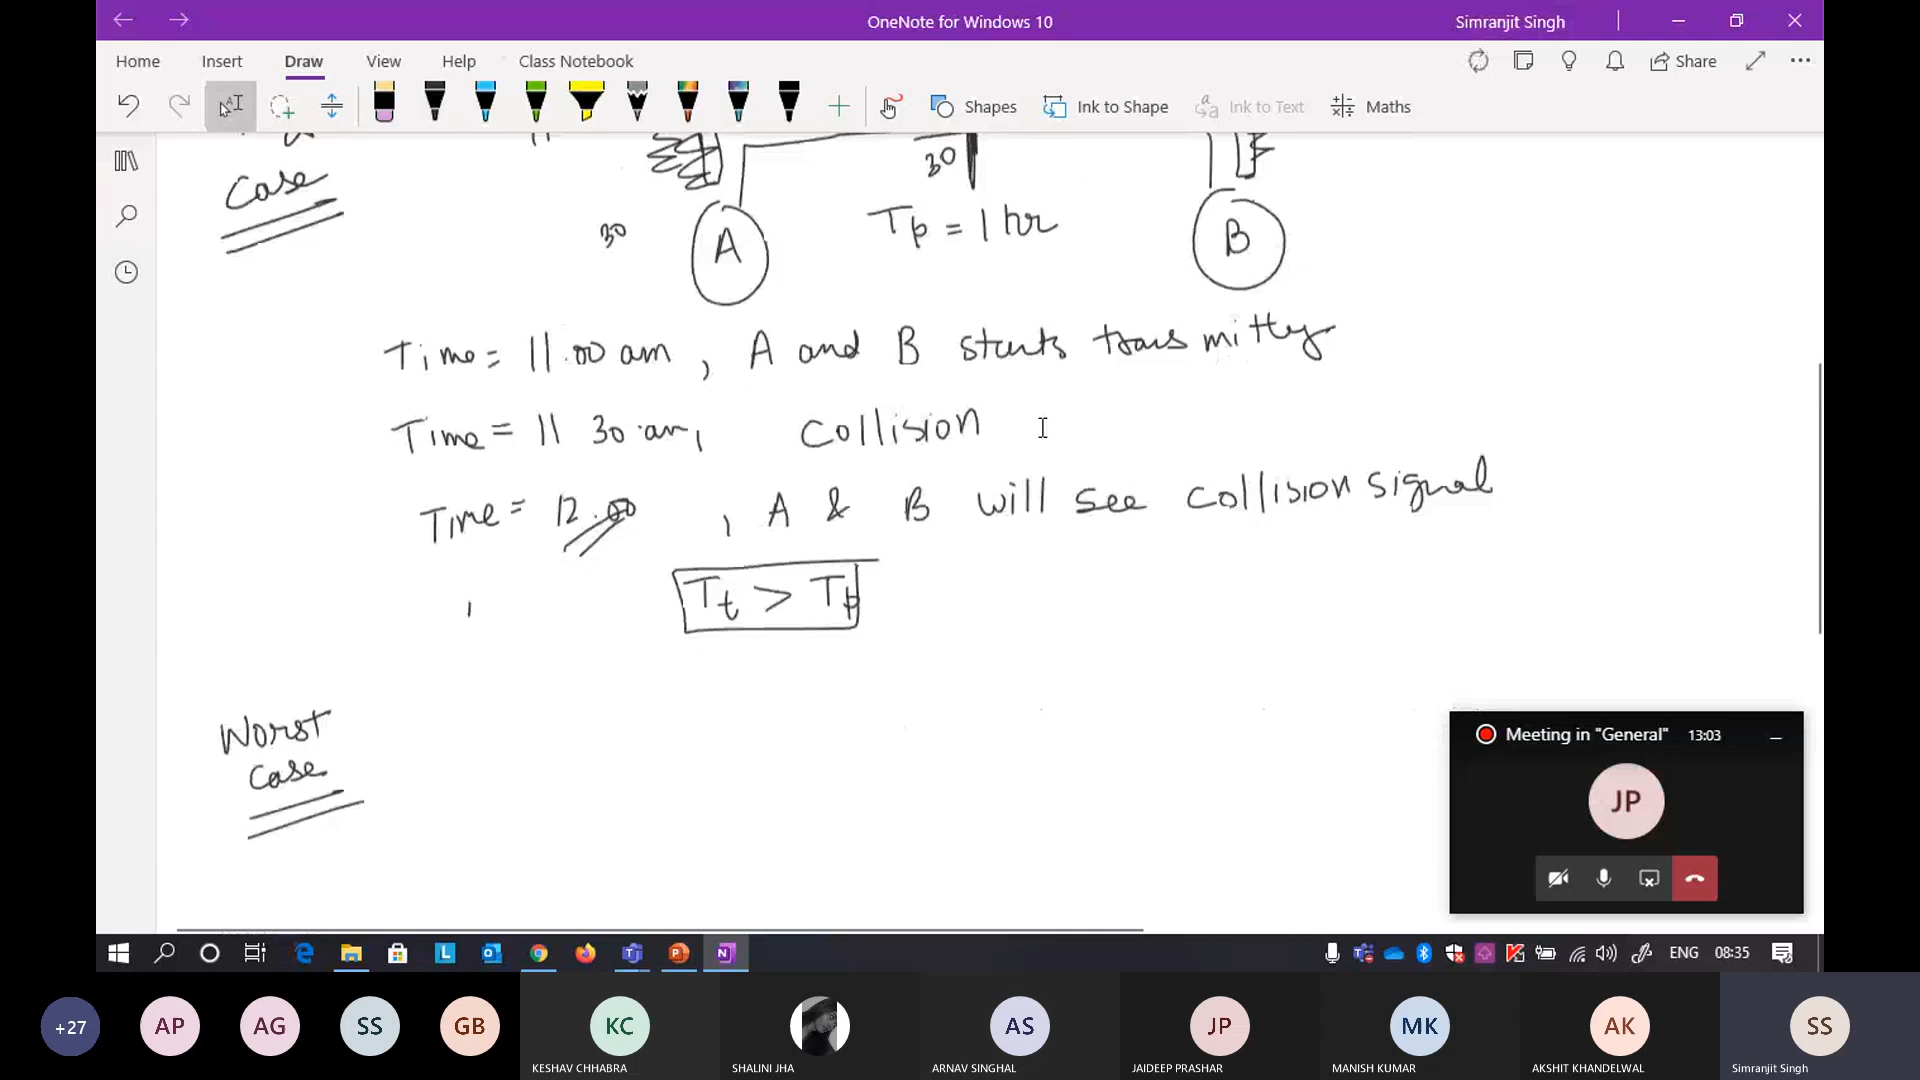 OneNote for Windows 10
Simranjit Singh
Home Insert Draw View Help Class Notebook
Share
Shapes Ink to Shape Ink to Text Maths
Case
30
30
A Tp = 1 hr B
Time = 11.00 am, A and B starts transmitty
Time = 11 30 am, Collision
Time = 12.00, A & B will see collision signal
Tt > Tp
Worst
Case
Meeting in "General" 13:03
JP
ENG 08:35
+27 AP AG SS GB KC AS JP MK AK SS
KESHAV CHHABRA SHALINI JHA ARNAV SINGHAL JAIDEEP PRASHAR MANISH KUMAR AKSHIT KHANDELWAL Simranjit Singh